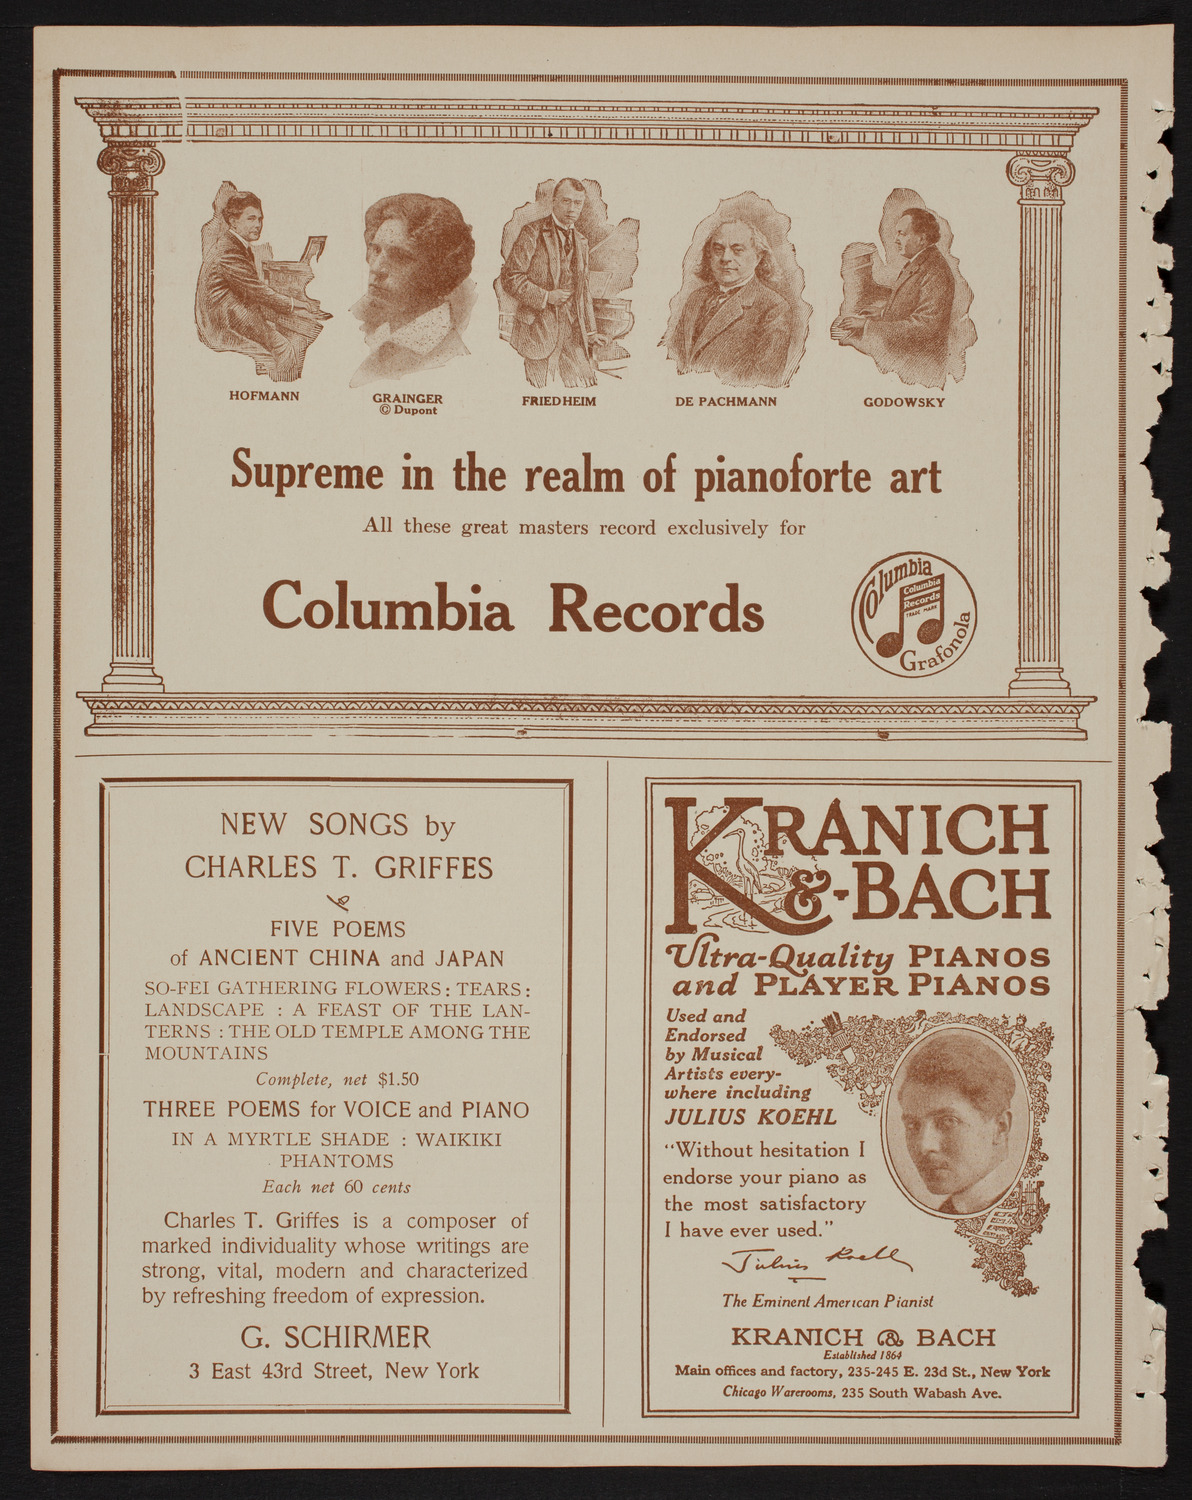 HOFMANN
GRAINGER
© Dupont
FRIEDHEIM
DE PACHMANN
GODOWSKY
Supreme in the realm of pianoforte art
All these great masters record exclusively for
Columbia Records
Columbia
Columbia
Records
TRADE MARK
Grafonola
NEW SONGS by
CHARLES T. GRIFFES
FIVE POEMS
of ANCIENT CHINA and JAPAN
SO-FEI GATHERING FLOWERS : TEARS :
LANDSCAPE : A FEAST OF THE LAN-
TERNS : THE OLD TEMPLE AMONG THE
MOUNTAINS
Complete, net $1.50
THREE POEMS for VOICE and PIANO
IN A MYRTLE SHADE : WAIKIKI
PHANTOMS
Each net 60 cents
Charles T. Griffes is a composer of
marked individuality whose writings are
strong, vital, modern and characterized
by refreshing freedom of expression.
G. SCHIRMER
3 East 43rd Street, New York
KRANICH
&-BACH
Ultra-Quality PIANOS
and PLAYER PIANOS
Used and
Endorsed
by Musical
Artists every-
where including
JULIUS KOEHL
"Without hesitation I
endorse your piano as
the most satisfactory
I have ever used."
Julius Koehl
The Eminent American Pianist
KRANICH & BACH
Established 1864
Main offices and factory, 235-245 E. 23d St., New York
Chicago Warerooms, 235 South Wabash Ave.